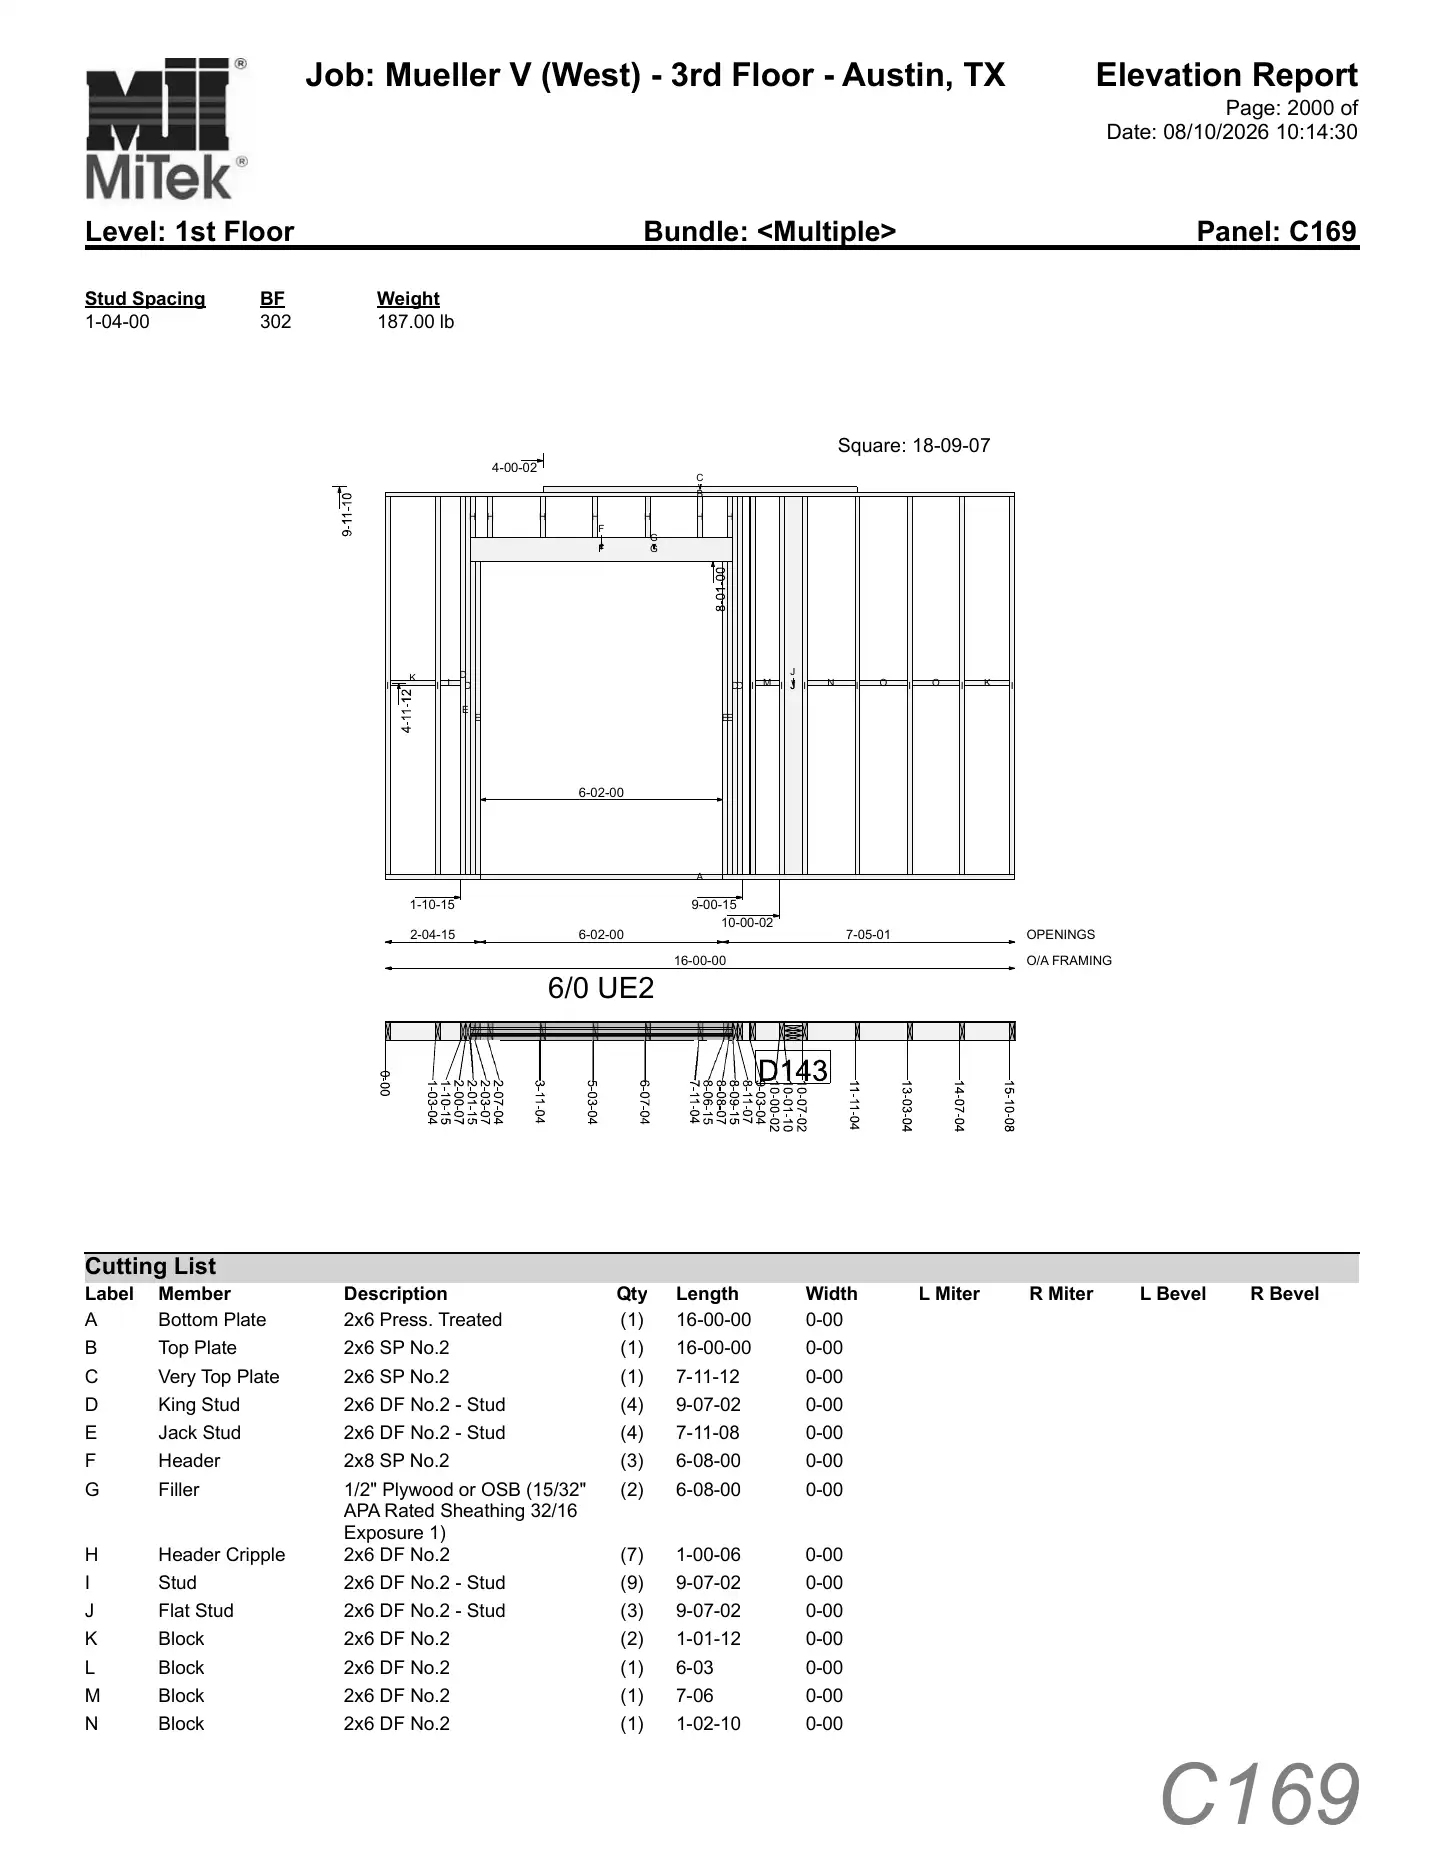 Job: Mueller V (West) - 3rd Floor - Austin, TX
Elevation Report
Page: 2000 of
Date: 08/10/2026 10:14:30
MiTek
Level: 1st Floor
Bundle: <Multiple>
Panel: C169
Stud Spacing BF Weight
1-04-00 302 187.00 lb
Square: 18-09-07
4-00-02
C
9-11-10
F
F
C
G
8-01-00
K
I
D
D
E
E
M
J
J
N
O
O
K
4-11-12
6-02-00
A
1-10-15
9-00-15
10-00-02
2-04-15 6-02-00 7-05-01 OPENINGS
16-00-00 O/A FRAMING
6/0 UE2
D143
0-00
1-03-04
1-10-15
2-00-07
2-01-15
2-03-07
2-07-04
3-11-04
5-03-04
6-07-04
7-11-04
8-06-15
8-08-07
8-09-15
8-11-07
9-03-04
10-00-02
10-01-10
10-07-02
11-11-04
13-03-04
14-07-04
15-10-08
Cutting List
Label Member Description Qty Length Width L Miter R Miter L Bevel R Bevel
A Bottom Plate 2x6 Press. Treated (1) 16-00-00 0-00
B Top Plate 2x6 SP No.2 (1) 16-00-00 0-00
C Very Top Plate 2x6 SP No.2 (1) 7-11-12 0-00
D King Stud 2x6 DF No.2 - Stud (4) 9-07-02 0-00
E Jack Stud 2x6 DF No.2 - Stud (4) 7-11-08 0-00
F Header 2x8 SP No.2 (3) 6-08-00 0-00
G Filler 1/2" Plywood or OSB (15/32" (2) 6-08-00 0-00
APA Rated Sheathing 32/16
Exposure 1)
H Header Cripple 2x6 DF No.2 (7) 1-00-06 0-00
I Stud 2x6 DF No.2 - Stud (9) 9-07-02 0-00
J Flat Stud 2x6 DF No.2 - Stud (3) 9-07-02 0-00
K Block 2x6 DF No.2 (2) 1-01-12 0-00
L Block 2x6 DF No.2 (1) 6-03 0-00
M Block 2x6 DF No.2 (1) 7-06 0-00
N Block 2x6 DF No.2 (1) 1-02-10 0-00
C169